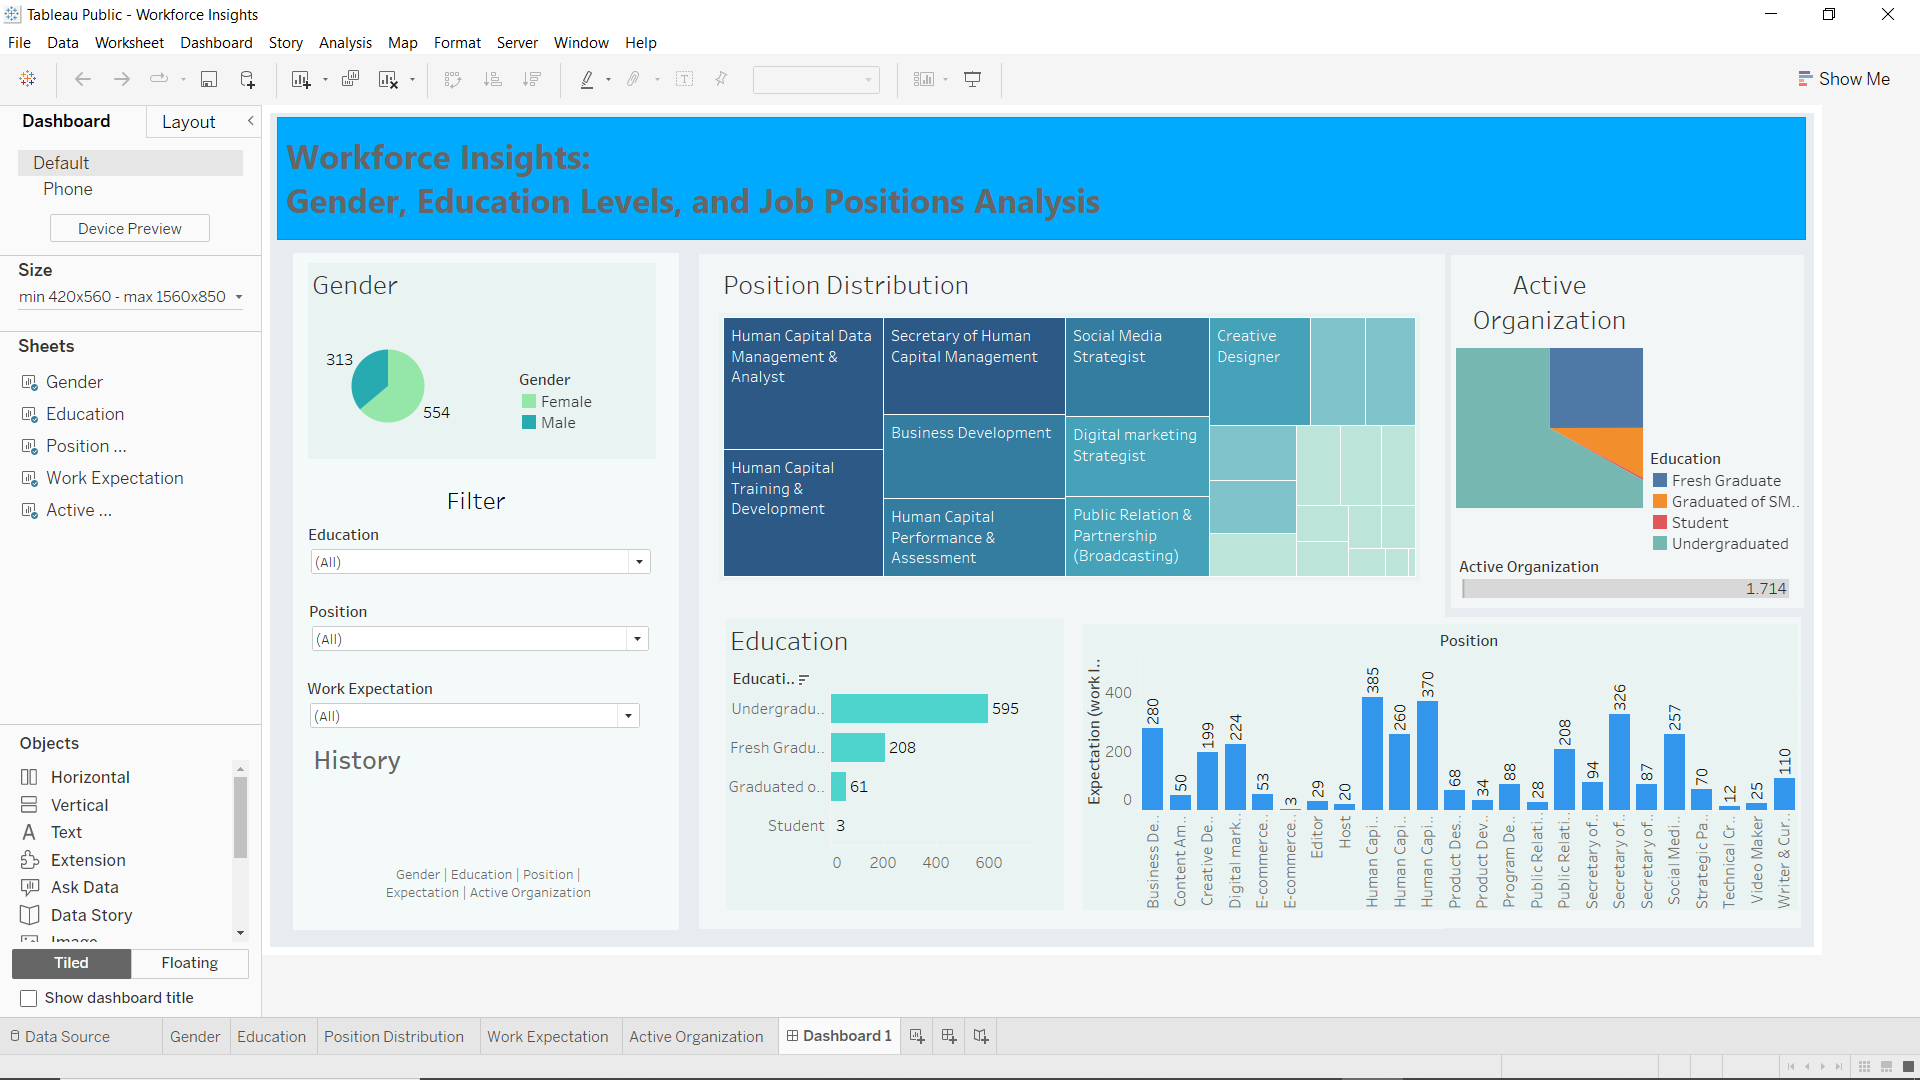 Tableau Public - Workforce Insights
File Data Worksheet Dashboard Story Analysis Map Format Server Window Help
Show Me
Dashboard
Layout
Default
Phone
Device Preview
Size
min 420x560 - max 1560x850
Sheets
Gender
Education
Position ...
Work Expectation
Active ...
Objects
Horizontal
Vertical
Text
Extension
Ask Data
Data Story
Image
Tiled
Floating
Show dashboard title
Workforce Insights:
Gender, Education Levels, and Job Positions Analysis
Gender
313
554
Gender
Female
Male
Filter
Education
(All)
Position
(All)
Work Expectation
(All)
History
Gender | Education | Position |
Expectation | Active Organization
Position Distribution
Human Capital Data
Management &
Analyst
Human Capital
Training &
Development
Secretary of Human
Capital Management
Business Development
Human Capital
Performance &
Assessment
Social Media
Strategist
Digital marketing
Strategist
Public Relation &
Partnership
(Broadcasting)
Creative
Designer
Active
Organization
Education
Fresh Graduate
Graduated of SM..
Student
Undergraduated
Active Organization
1.714
Education
Educati..
Undergradu..
595
Fresh Gradu..
208
Graduated o..
61
Student
3
0 200 400 600
Position
Expectation (work l..
400
200
0
280 50 199 224 53 3 29 20 385 260 370 68 34 88 28 208 94 326 87 257 70 12 25 110
Business De..
Content Am..
Creative De..
Digital mark..
E-commerce..
E-commerce..
Editor
Host
Human Capi..
Human Capi..
Human Capi..
Product Des..
Product Dev..
Program De..
Public Relati..
Public Relati..
Secretary of..
Secretary of..
Secretary of..
Social Medi..
Strategic Pa..
Technical Cr..
Video Maker
Writer & Cur..
Data Source
Gender
Education
Position Distribution
Work Expectation
Active Organization
Dashboard 1